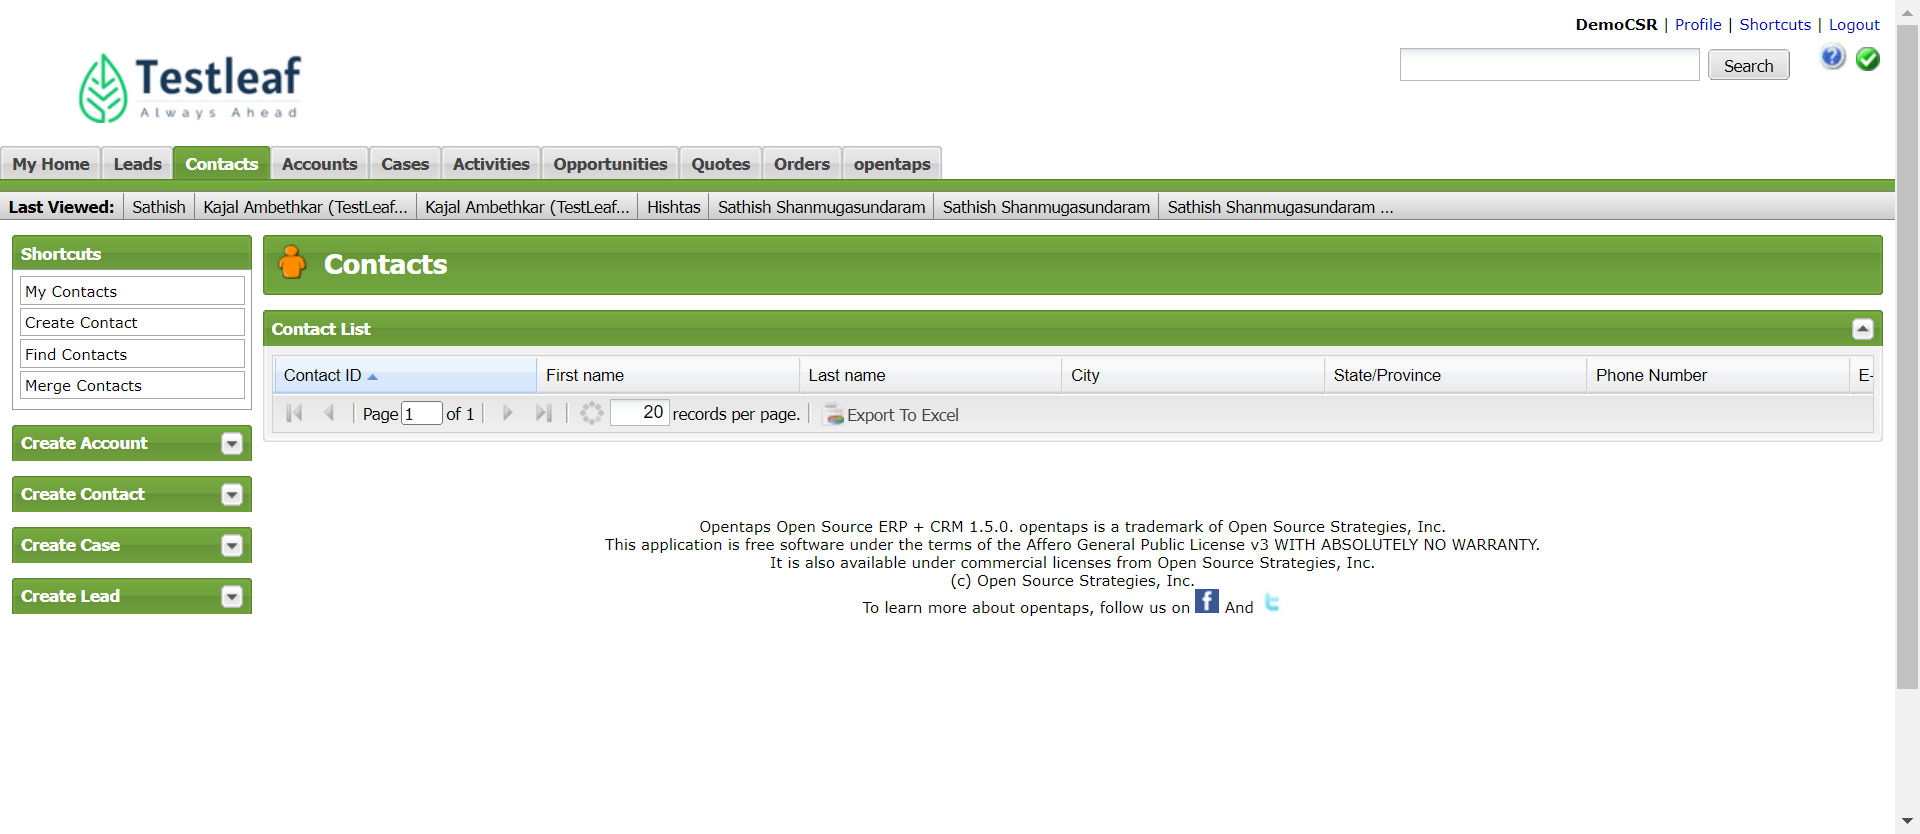 DemoCSR | Profile | Shortcuts | Logout
Testleaf
Always Ahead
Search
My Home Leads Contacts Accounts Cases Activities Opportunities Quotes Orders opentaps
Last Viewed: Sathish Kajal Ambethkar (TestLeaf... Kajal Ambethkar (TestLeaf... Hishtas Sathish Shanmugasundaram Sathish Shanmugasundaram Sathish Shanmugasundaram ...
Shortcuts
My Contacts
Create Contact
Find Contacts
Merge Contacts
Create Account
Create Contact
Create Case
Create Lead
Contacts
Contact List
Contact ID First name Last name City State/Province Phone Number E-
Page 1 of 1 20 records per page. Export To Excel
Opentaps Open Source ERP + CRM 1.5.0. opentaps is a trademark of Open Source Strategies, Inc.
This application is free software under the terms of the Affero General Public License v3 WITH ABSOLUTELY NO WARRANTY.
It is also available under commercial licenses from Open Source Strategies, Inc.
(c) Open Source Strategies, Inc.
To learn more about opentaps, follow us on f And t